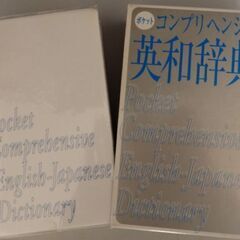 ocket
omprehensive
nglish-Japanese
Dictionary
ポケット コンプリヘンシ
英和辞典
Pocket
Comprehensive
English-Japanese
Dictionary